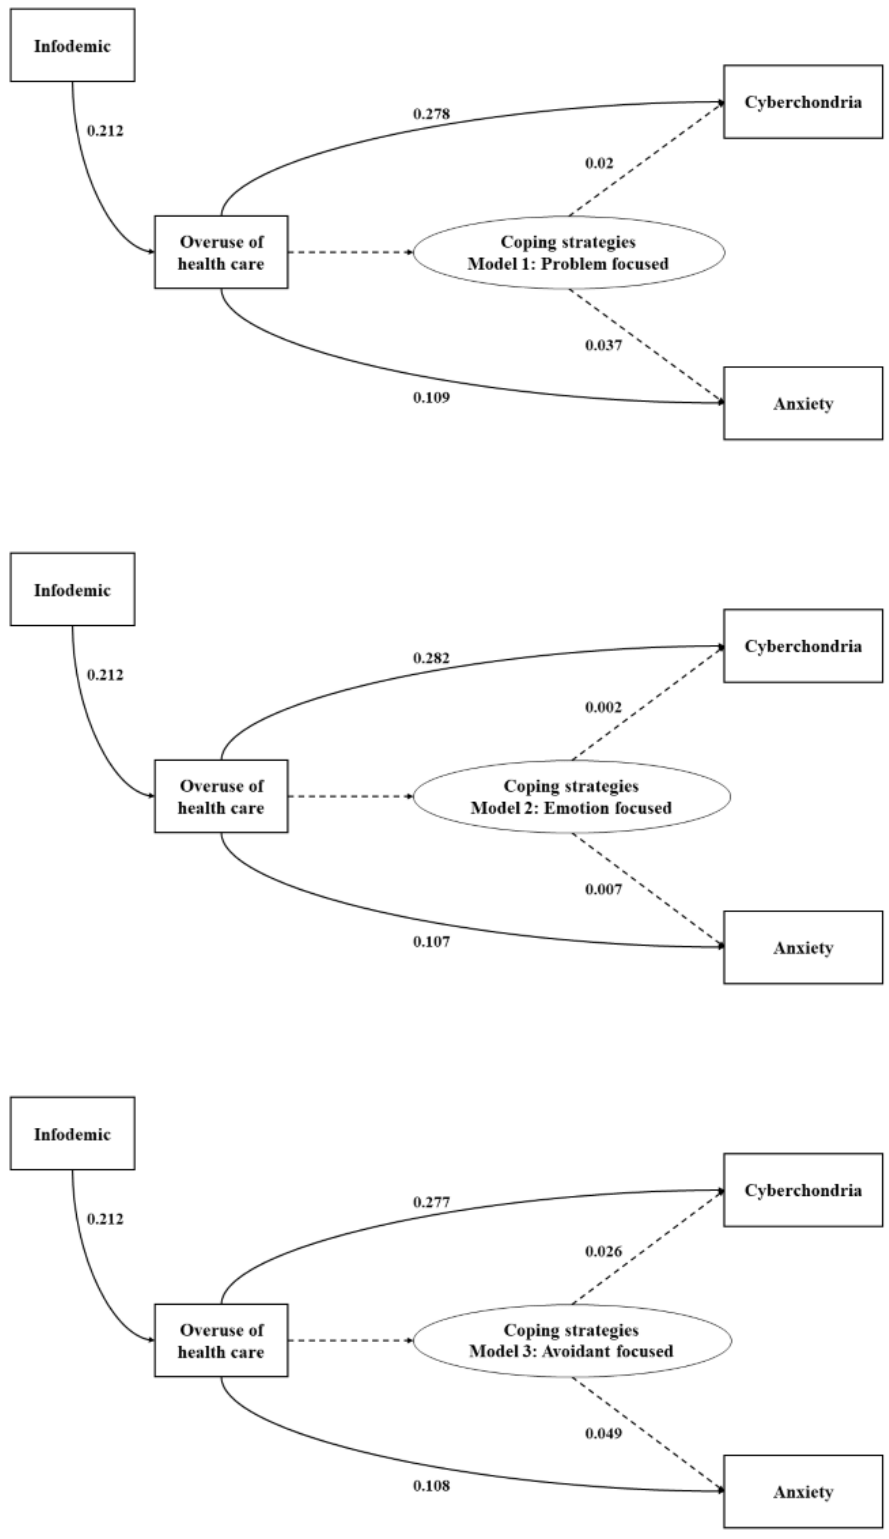 Infodemic
Cyberchondria
0.278
0.212
0.02
Overuse of
health care
Coping strategies
Model 1: Problem focused
0.037
0.109
Anxiety
Infodemic
Cyberchondria
0.282
0.212
0.002
Overuse of
health care
Coping strategies
Model 2: Emotion focused
0.007
0.107
Anxiety
Infodemic
Cyberchondria
0.277
0.212
0.026
Overuse of
health care
Coping strategies
Model 3: Avoidant focused
0.049
0.108
Anxiety